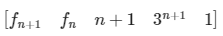 [f_{n+1}  f_n  n + 1  3^{n+1}  1]